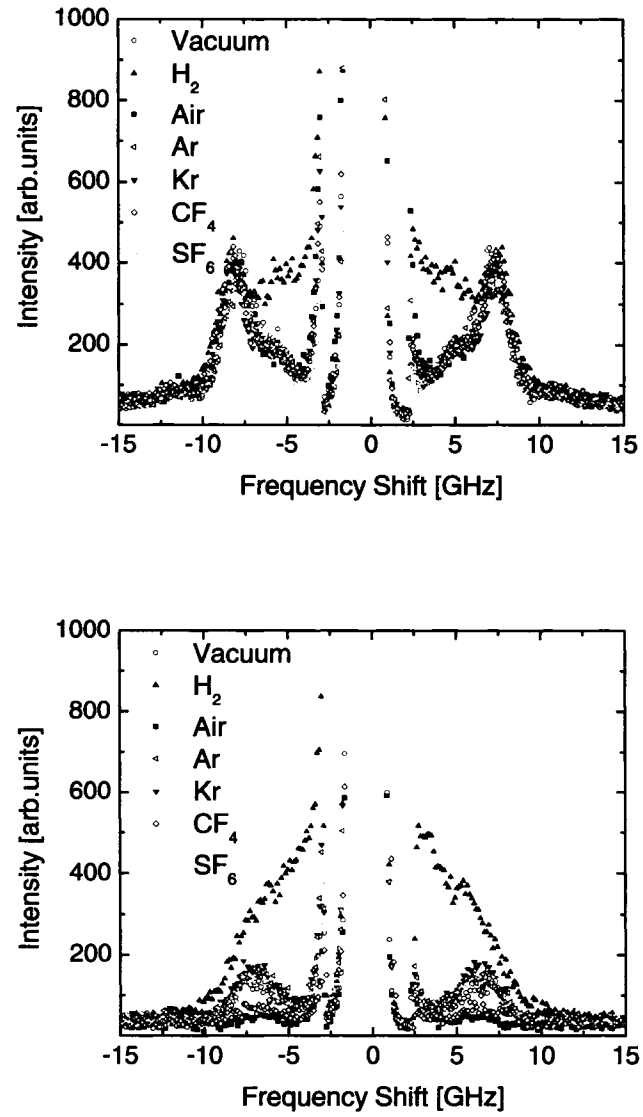 1000
800
600
400
200
Intensity [arb.units]
Vacuum
H2
Air
Ar
Kr
CF4
SF6
-15 -10 -5 0 5 10 15
Frequency Shift [GHz]
1000
800
600
400
200
Intensity [arb.units]
Vacuum
H2
Air
Ar
Kr
CF4
SF6
-15 -10 -5 0 5 10 15
Frequency Shift [GHz]